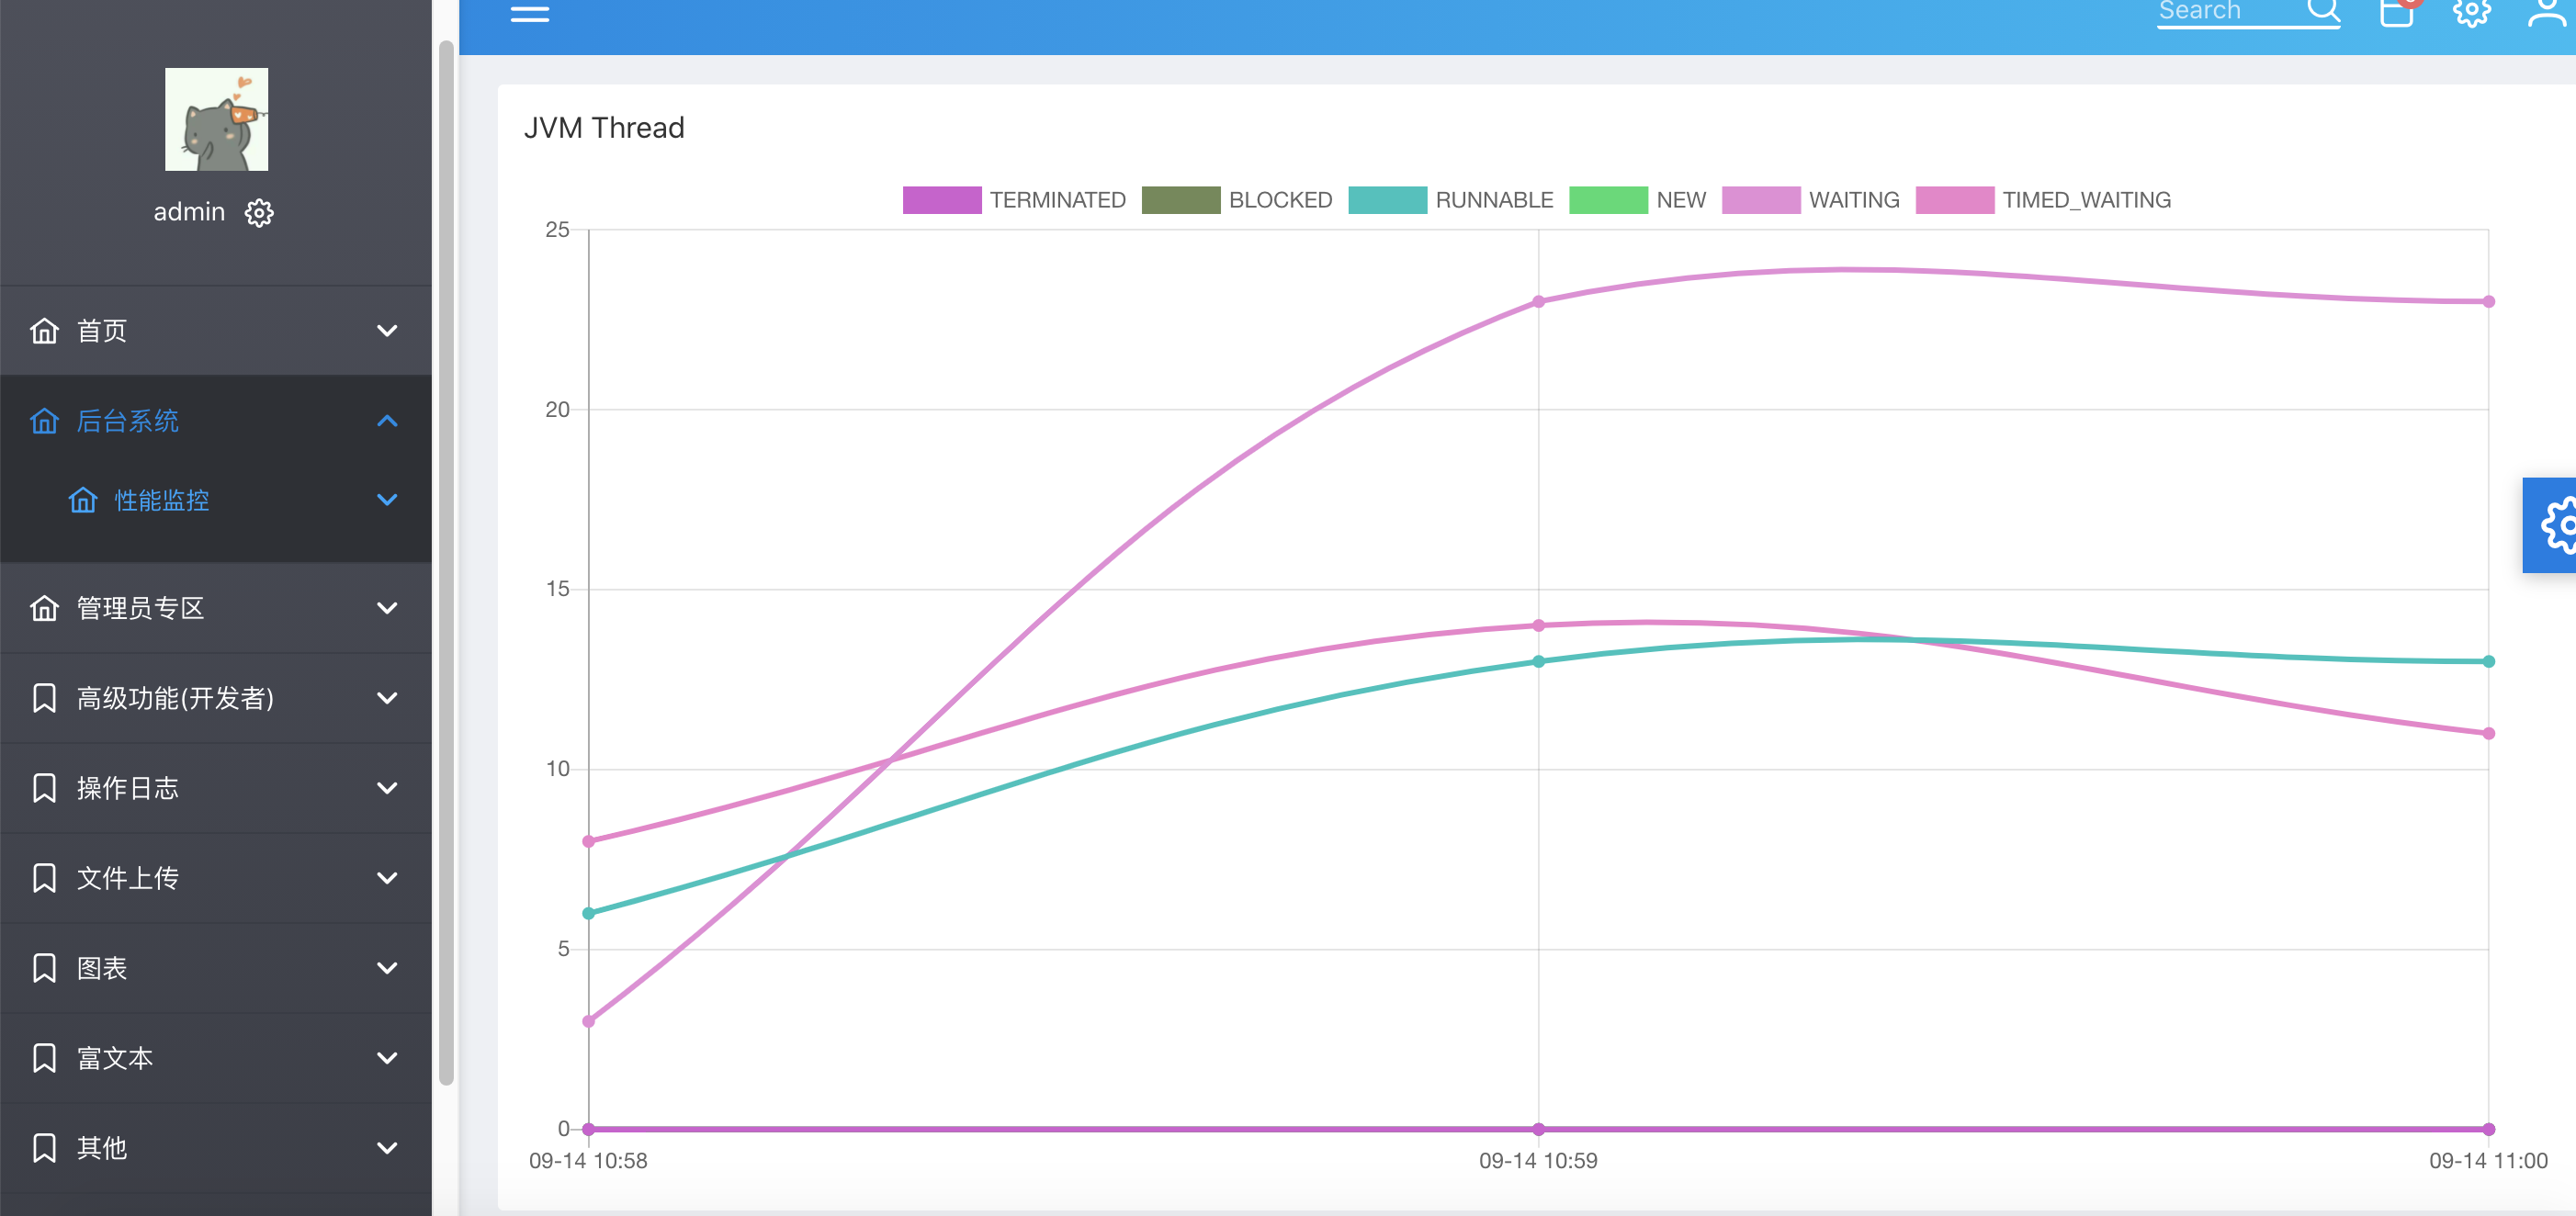 Search
admin
首页
后台系统
性能监控
管理员专区
高级功能(开发者)
操作日志
文件上传
图表
富文本
其他
JVM Thread
TERMINATED BLOCKED RUNNABLE NEW WAITING TIMED_WAITING
25
20
15
10
5
0
09-14 10:58 09-14 10:59 09-14 11:00